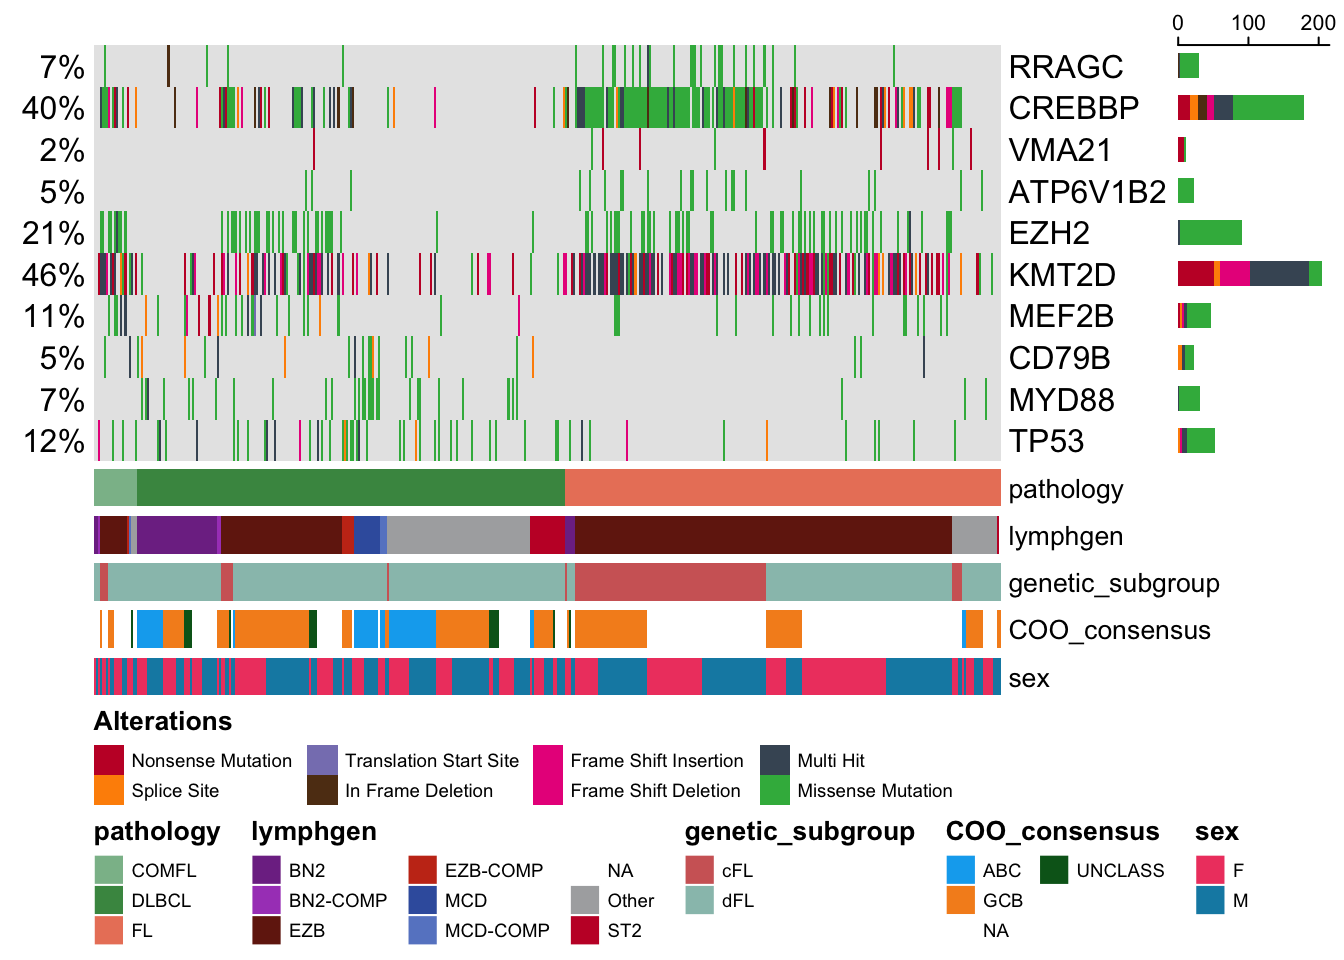 0 100 200
7% RRAGC
40% CREBBP
2% VMA21
5% ATP6V1B2
21% EZH2
46% KMT2D
11% MEF2B
5% CD79B
7% MYD88
12% TP53
pathology
lymphgen
genetic_subgroup
COO_consensus
sex
Alterations
Nonsense Mutation Translation Start Site Frame Shift Insertion Multi Hit
Splice Site In Frame Deletion Frame Shift Deletion Missense Mutation
pathology lymphgen genetic_subgroup COO_consensus sex
COMFL BN2 EZB-COMP NA cFL ABC UNCLASS F
DLBCL BN2-COMP MCD Other dFL GCB M
FL EZB MCD-COMP ST2 NA